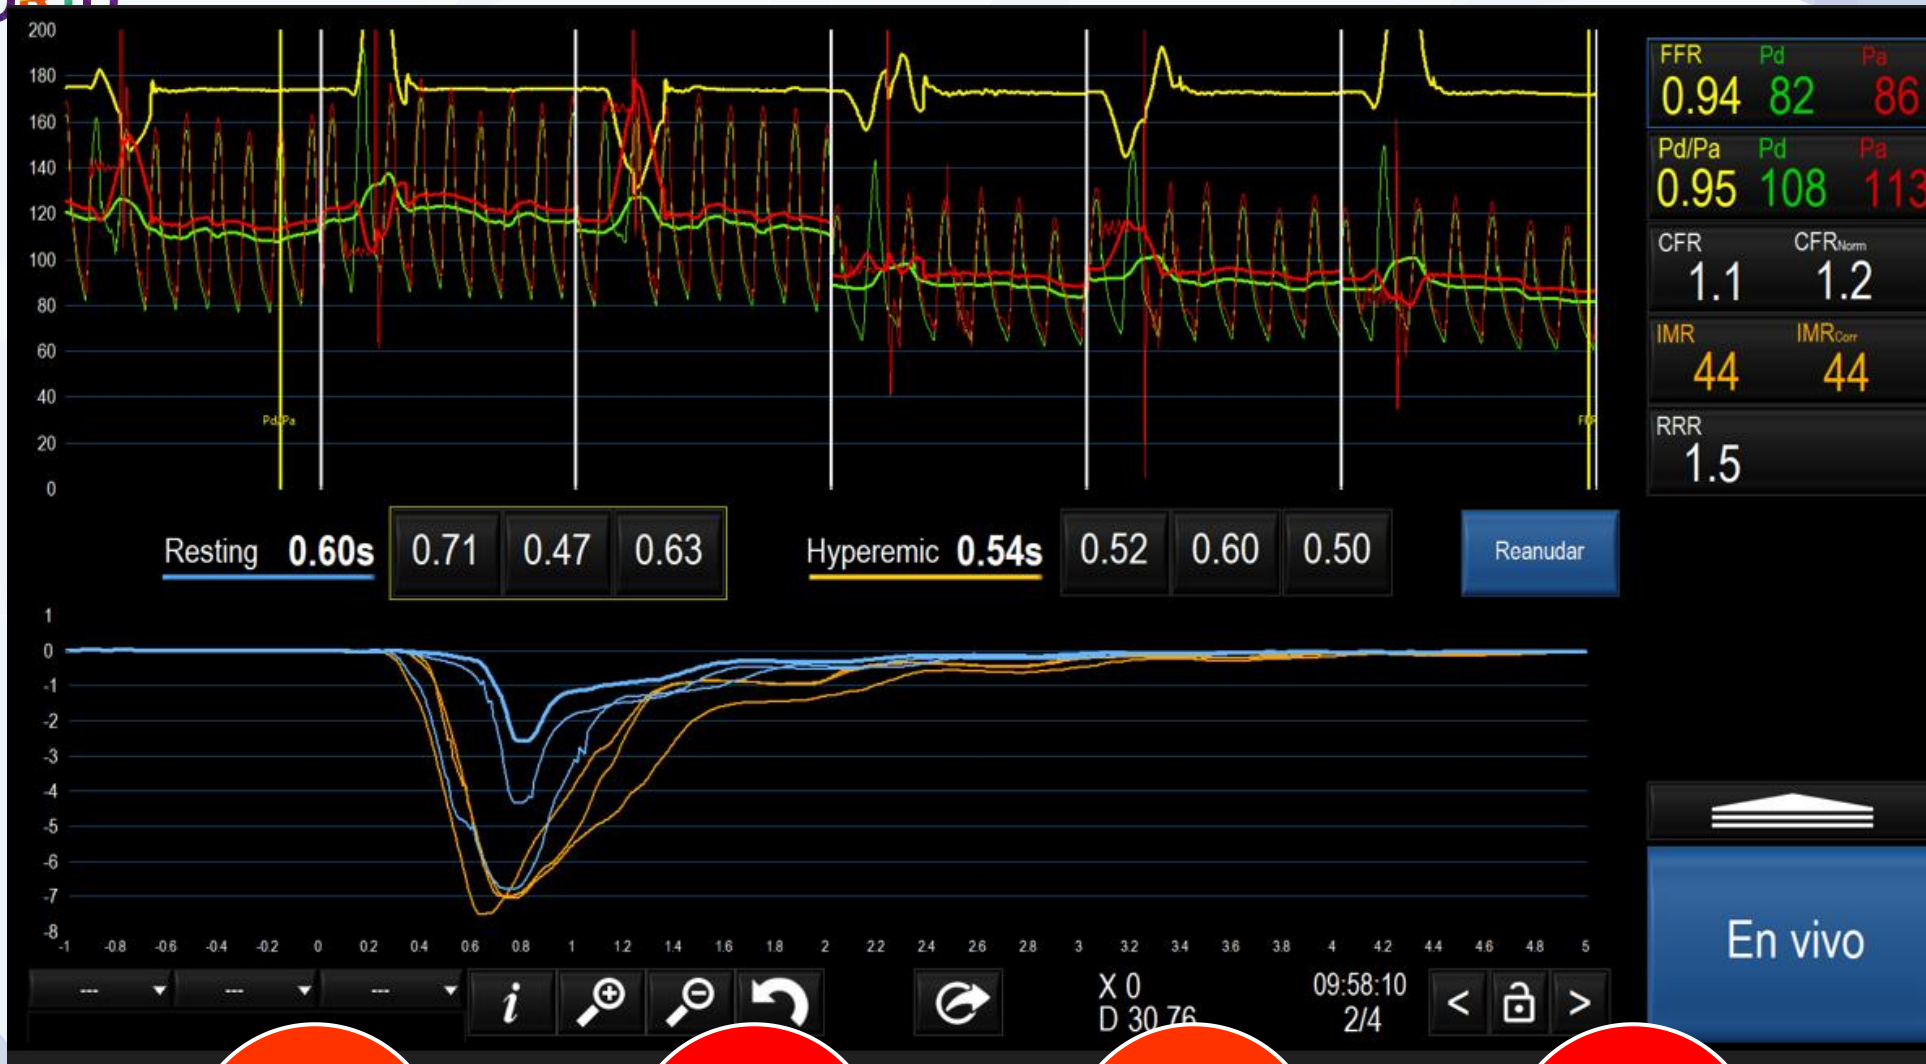 200
180
160
140
120
100
80
60
40
20
0
Pd/Pa
FFR Pd Pa
0.94 82 86
Pd/Pa Pd Pa
0.95 108 113
CFR CFRNorm
1.1 1.2
IMR IMRCorr
44 44
RRR
1.5
Resting 0.60s 0.71 0.47 0.63 Hyperemic 0.54s 0.52 0.60 0.50 Reanudar
1
0
-1
-2
-3
-4
-5
-6
-7
-8
-1 -0.8 -0.6 -0.4 -0.2 0 0.2 0.4 0.6 0.8 1 1.2 1.4 1.6 1.8 2 2.2 2.4 2.6 2.8 3 3.2 3.4 3.6 3.8 4 4.2 4.4 4.6 4.8 5
En vivo
--- --- --- i X 0 09:58:10 < >
D 30.76 2/4